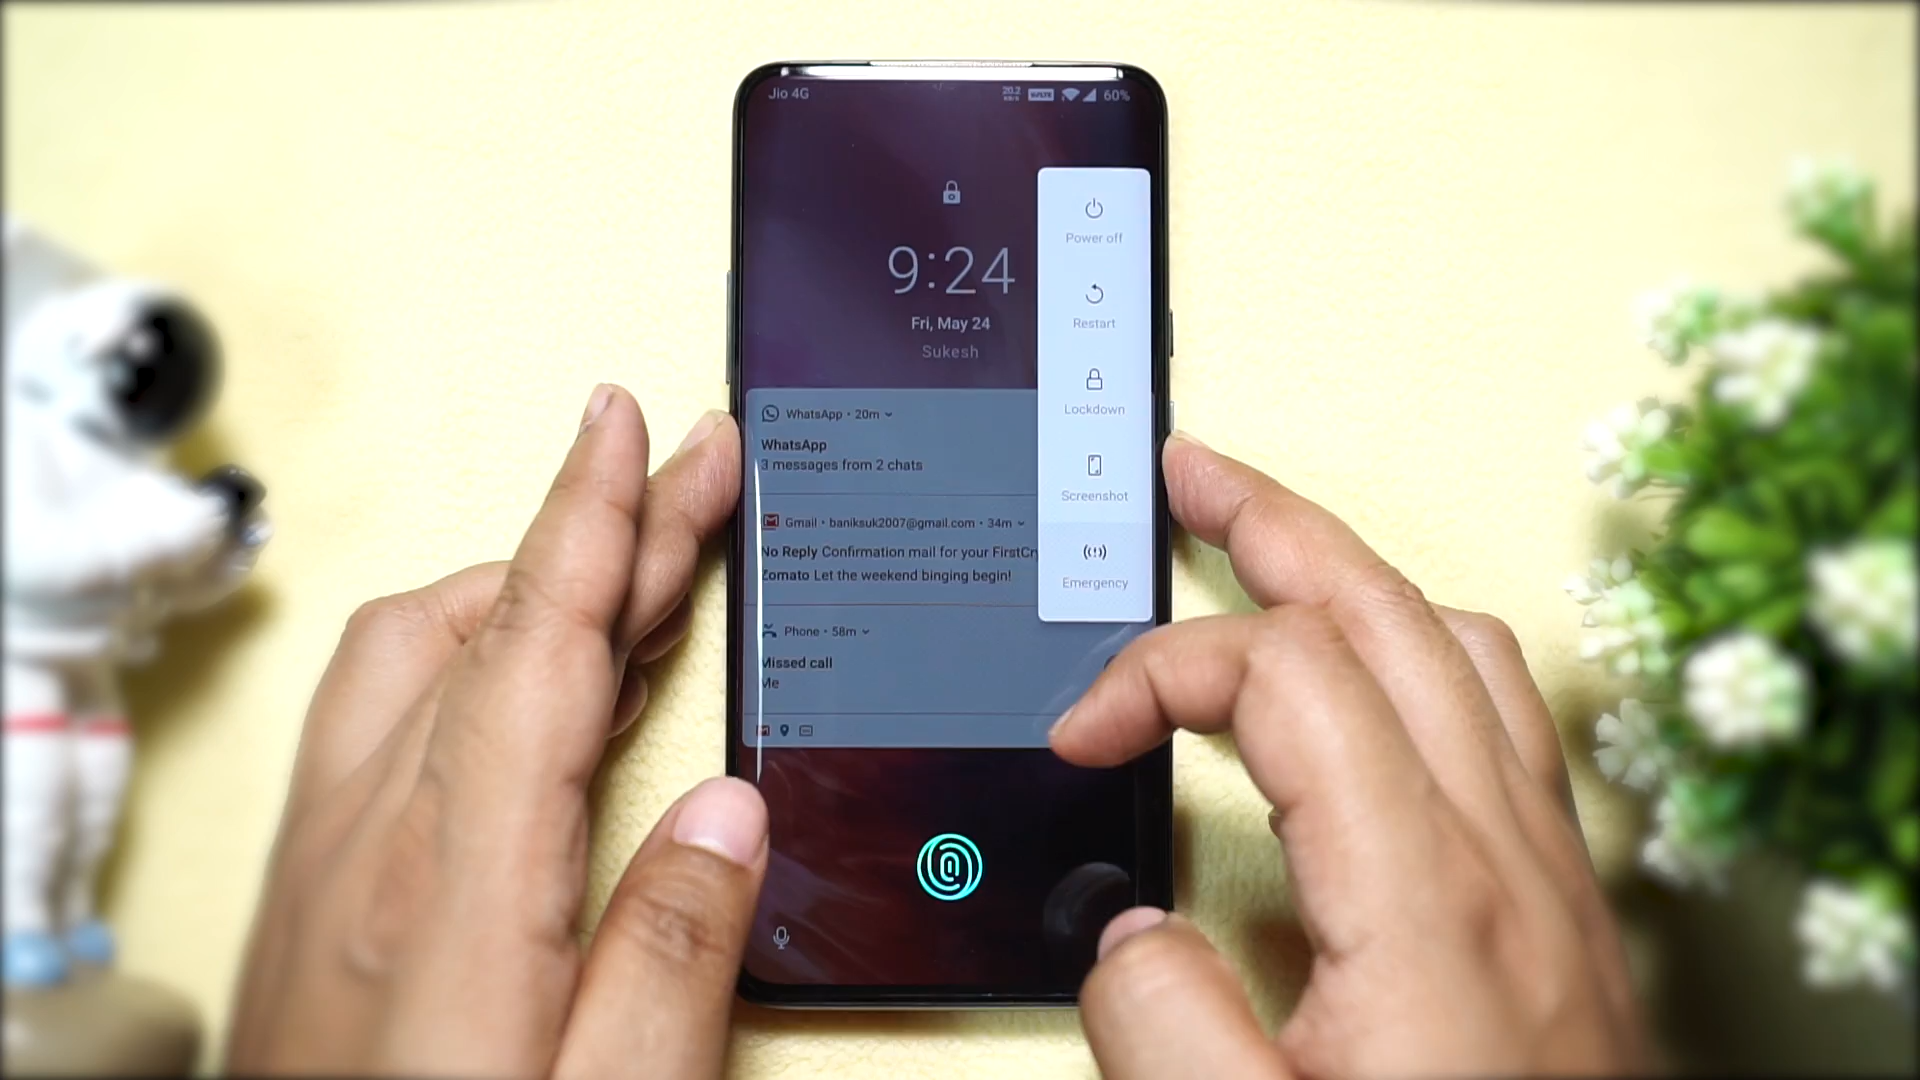 Jio 4G
20.2
60%
9:24
Fri, May 24
Sukesh
WhatsApp • 20m
WhatsApp
3 messages from 2 chats
Gmail • baniksuk2007@gmail.com • 34m
No Reply Confirmation mail for your FirstCry
Zomato Let the weekend binging begin!
Phone • 58m
Missed call
Me
Power off
Restart
Lockdown
Screenshot
Emergency